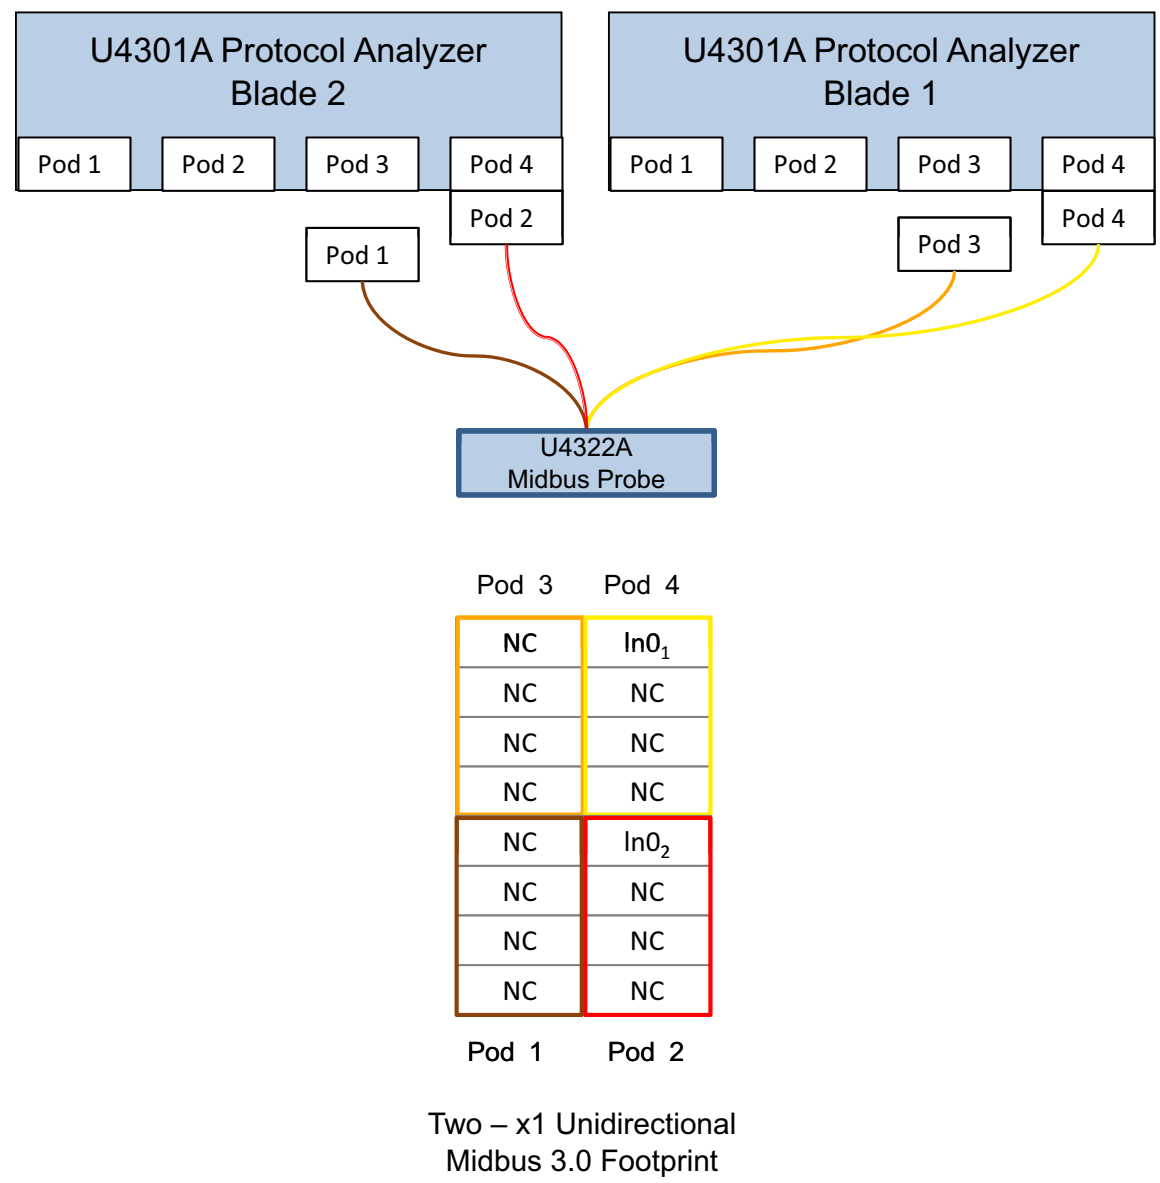 U4301A Protocol Analyzer
Blade 2
U4301A Protocol Analyzer
Blade 1
Pod 1 Pod 2 Pod 3 Pod 4
Pod 1 Pod 2 Pod 3 Pod 4
Pod 2
Pod 1
Pod 4
Pod 3
U4322A
Midbus Probe
Pod 3 Pod 4
NC ln0₁
NC NC
NC NC
NC NC
NC ln0₂
NC NC
NC NC
NC NC
Pod 1 Pod 2
Two – x1 Unidirectional
Midbus 3.0 Footprint